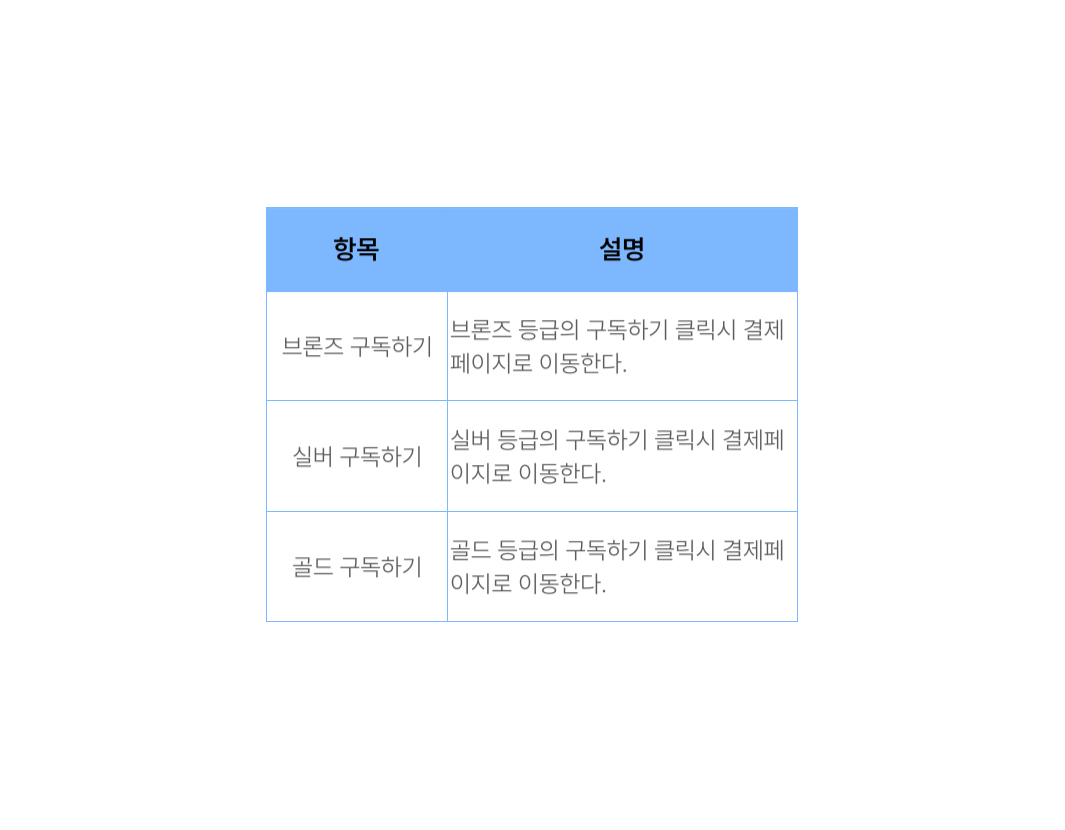 항목 설명
브론즈 구독하기 브론즈 등급의 구독하기 클릭시 결제
페이지로 이동한다.
실버 구독하기 실버 등급의 구독하기 클릭시 결제페
이지로 이동한다.
골드 구독하기 골드 등급의 구독하기 클릭시 결제페
이지로 이동한다.